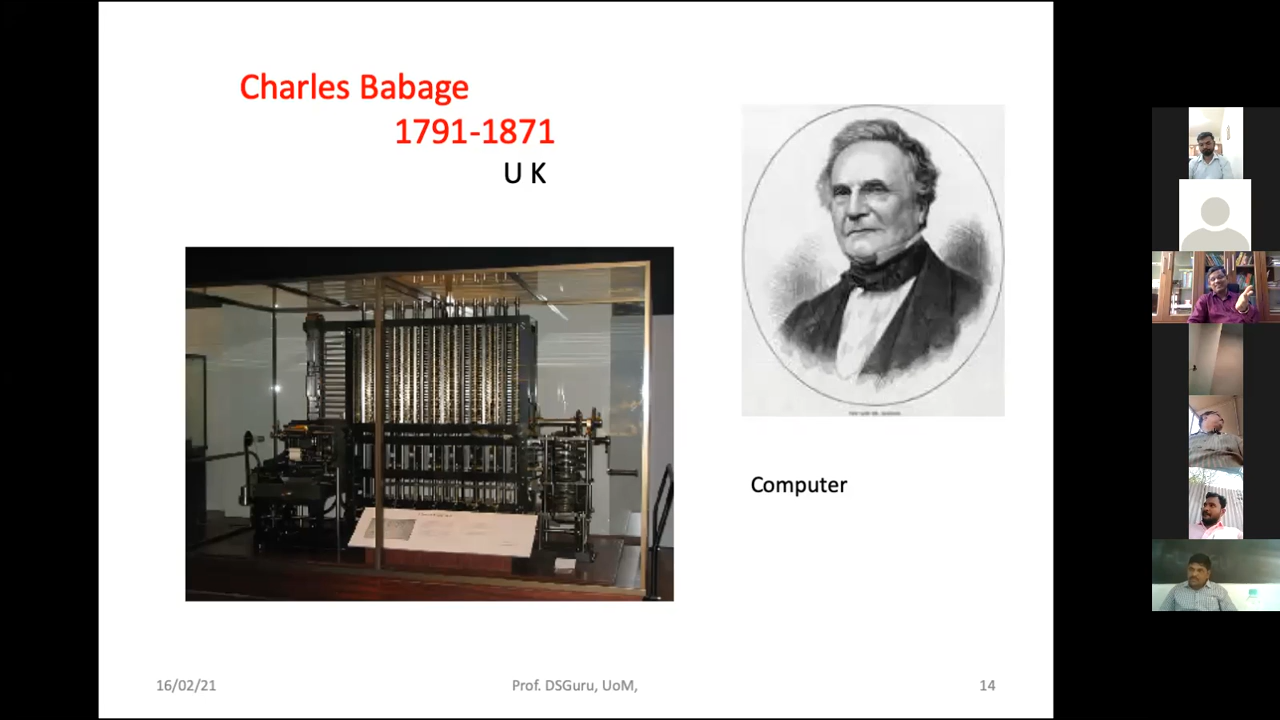 Charles Babage
1791-1871
U K
Computer
16/02/21
Prof. DSGuru, UoM,
14